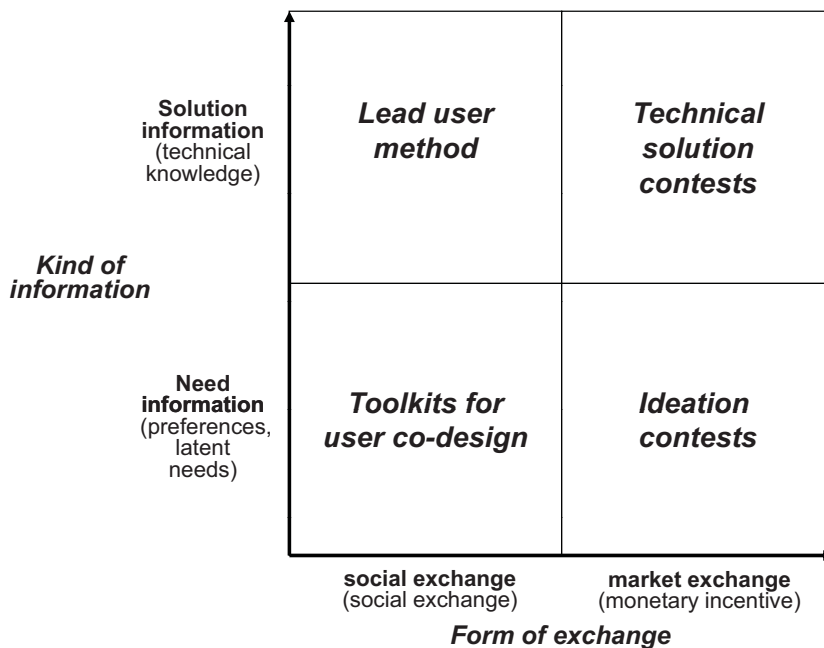 Solution
information
(technical
knowledge)
Lead user
method
Technical
solution
contests
Kind of
information
Need
information
(preferences,
latent
needs)
Toolkits for
user co-design
Ideation
contests
social exchange
(social exchange)
market exchange
(monetary incentive)
Form of exchange